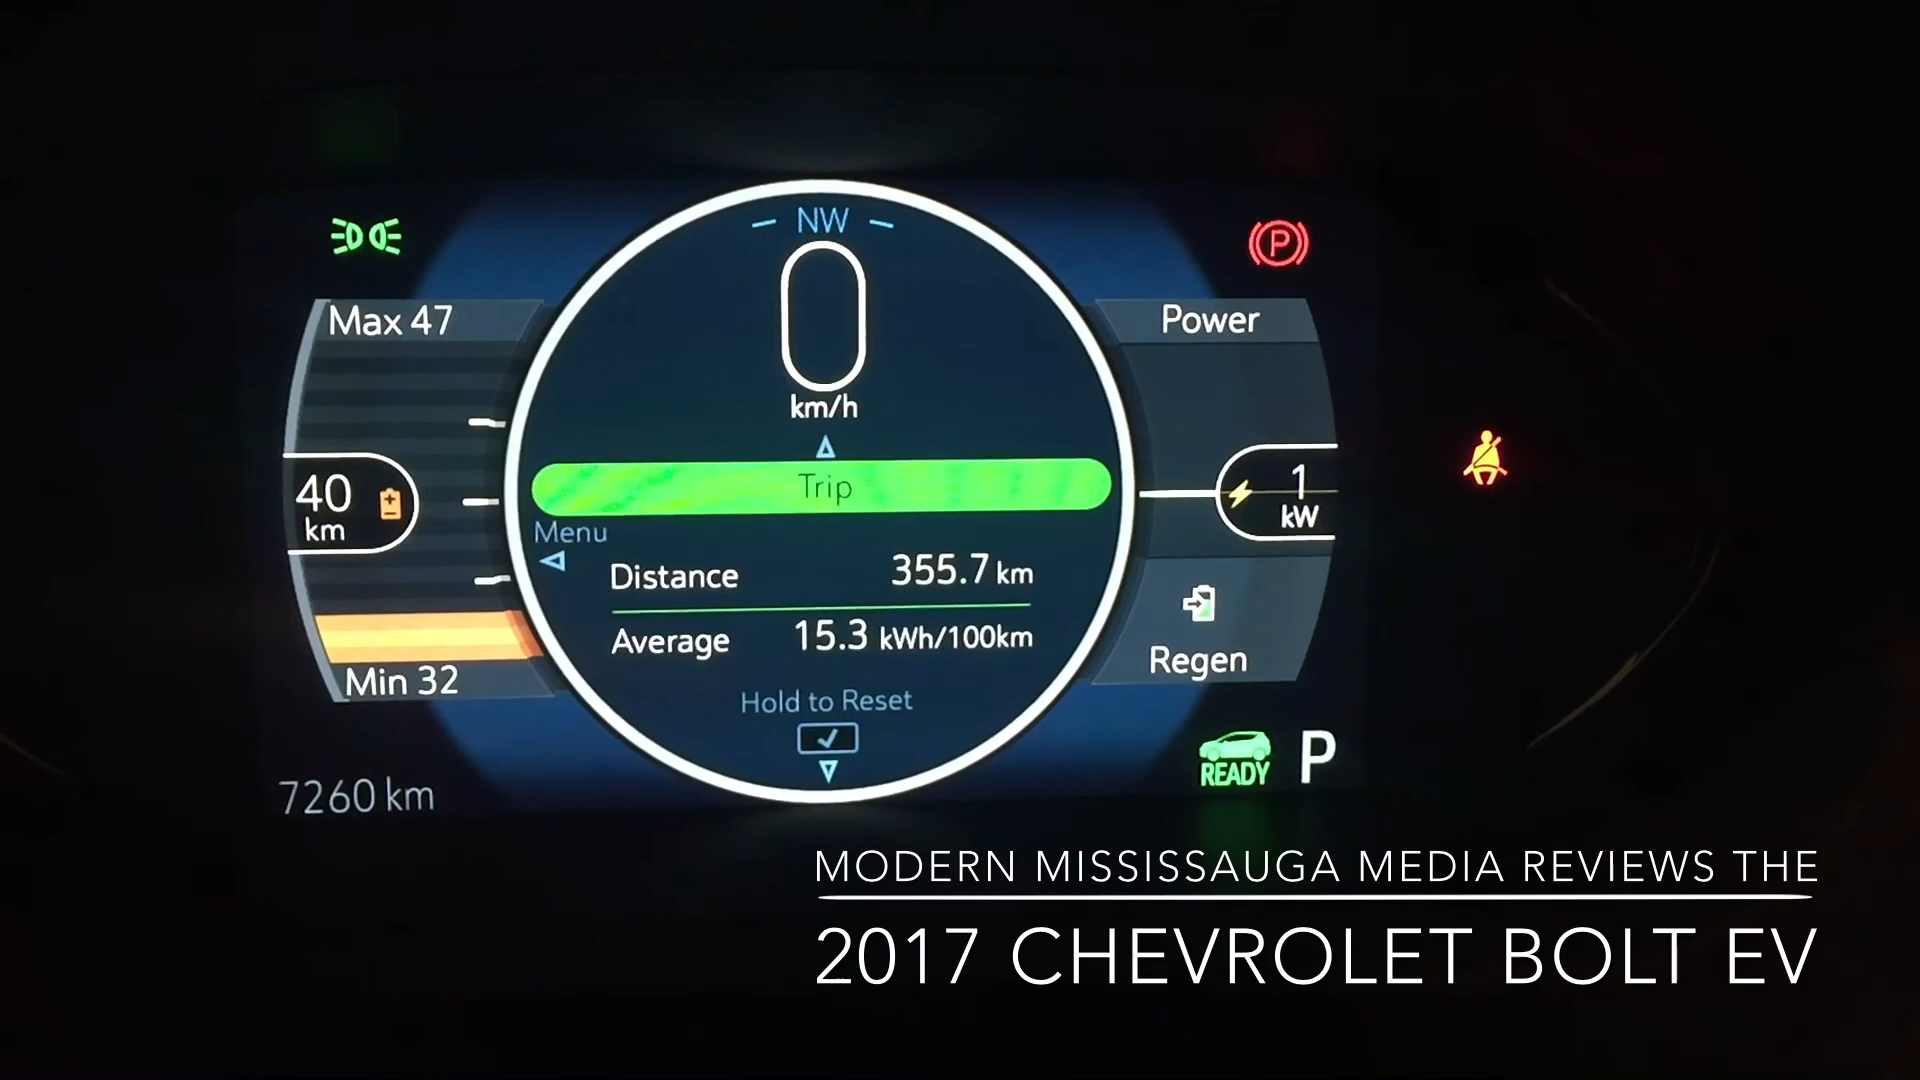 NW
0
km/h
Max 47
Power
Trip
40
km
1
kW
Menu
Distance 355.7 km
Average 15.3 kWh/100km
Regen
Min 32
Hold to Reset
READY P
7260 km
P
MODERN MISSISSAUGA MEDIA REVIEWS THE
2017 CHEVROLET BOLT EV